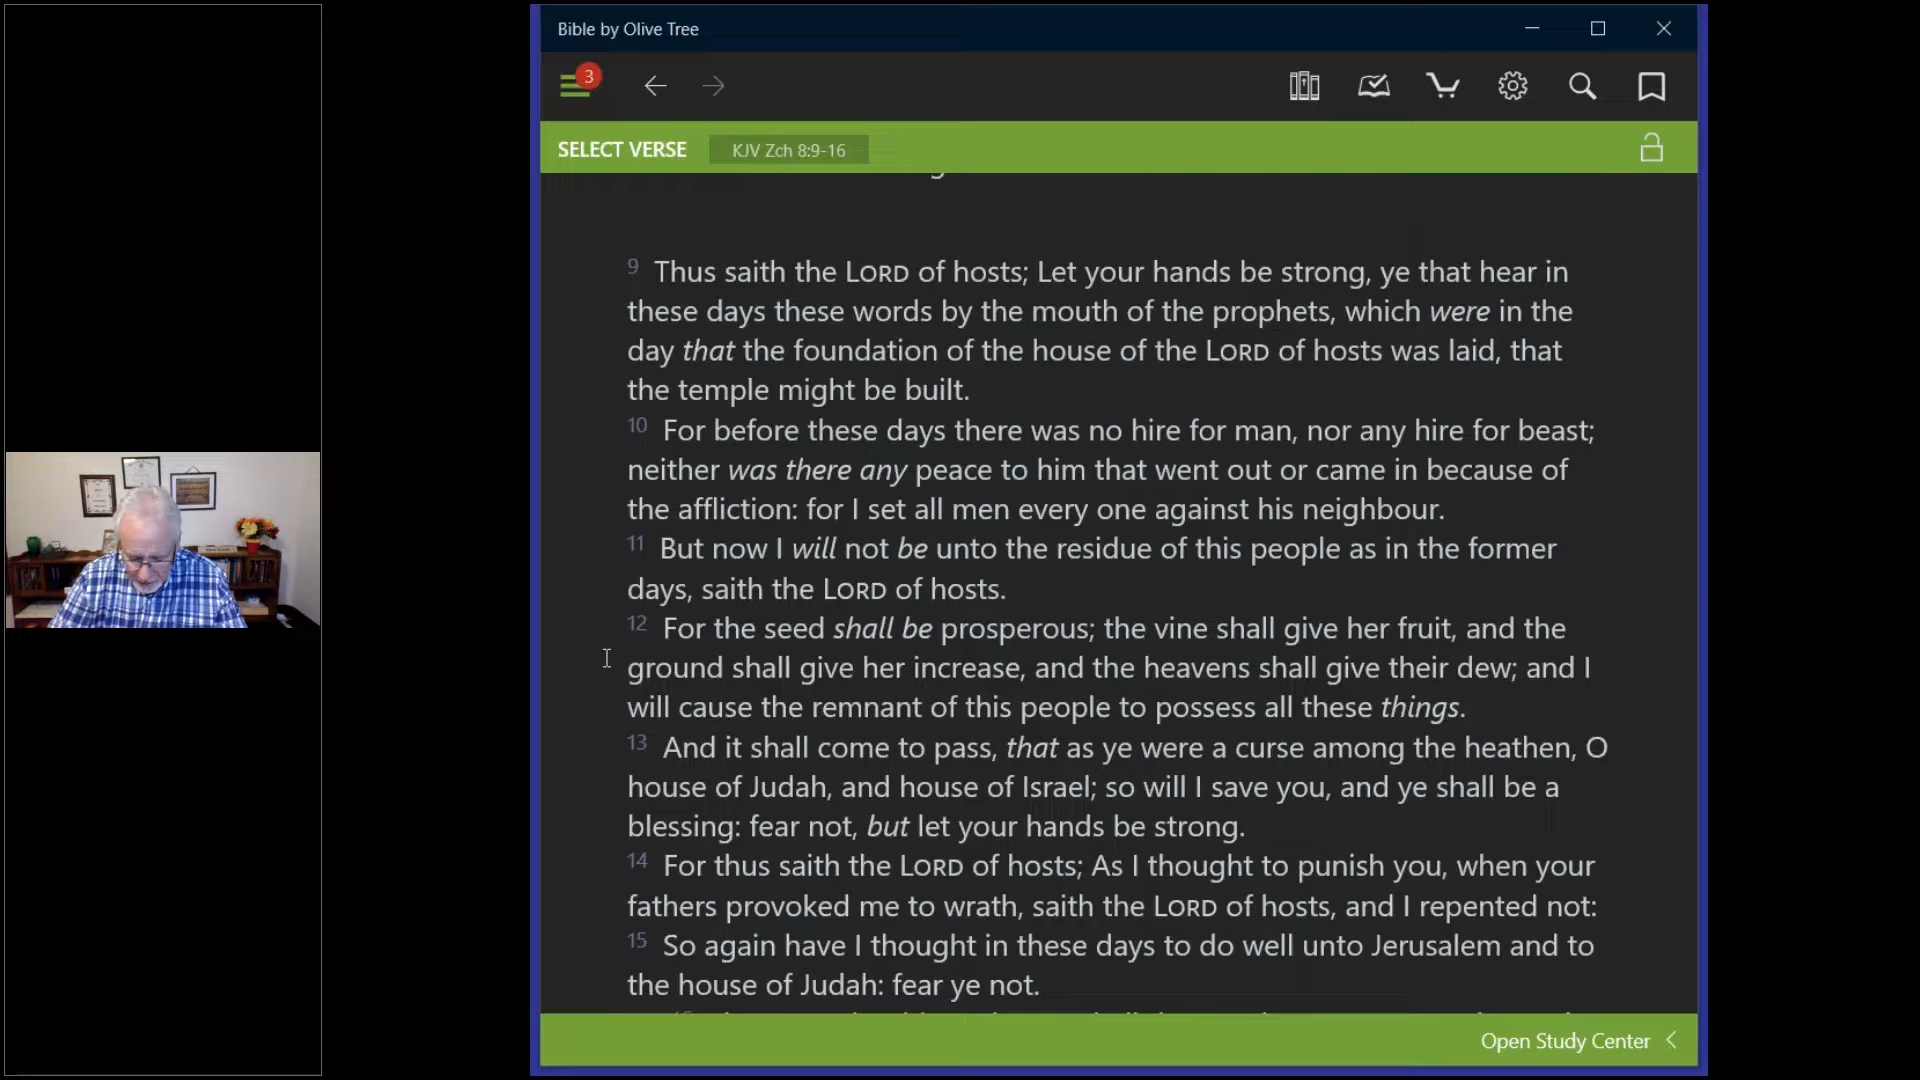 Bible by Olive Tree
3
SELECT VERSE KJV Zch 8:9-16
9 Thus saith the LORD of hosts; Let your hands be strong, ye that hear in
these days these words by the mouth of the prophets, which were in the
day that the foundation of the house of the LORD of hosts was laid, that
the temple might be built.
10 For before these days there was no hire for man, nor any hire for beast;
neither was there any peace to him that went out or came in because of
the affliction: for I set all men every one against his neighbour.
11 But now I will not be unto the residue of this people as in the former
days, saith the LORD of hosts.
12 For the seed shall be prosperous; the vine shall give her fruit, and the
ground shall give her increase, and the heavens shall give their dew; and I
will cause the remnant of this people to possess all these things.
13 And it shall come to pass, that as ye were a curse among the heathen, O
house of Judah, and house of Israel; so will I save you, and ye shall be a
blessing: fear not, but let your hands be strong.
14 For thus saith the LORD of hosts; As I thought to punish you, when your
fathers provoked me to wrath, saith the LORD of hosts, and I repented not:
15 So again have I thought in these days to do well unto Jerusalem and to
the house of Judah: fear ye not.
Open Study Center